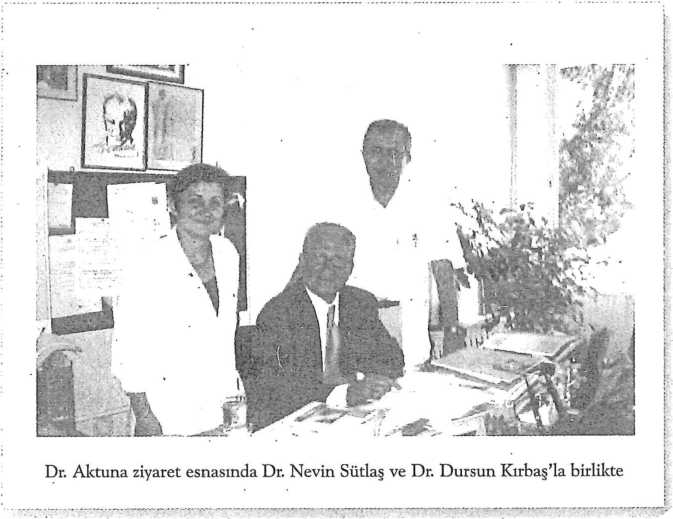 Dr. Aktuna ziyaret esnasında Dr. Nevin Sütlaş ve Dr. Dursun Kırbaş'la birlikte